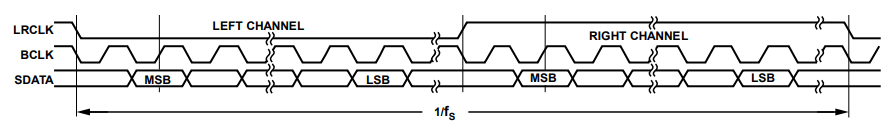 LEFT CHANNEL
LRCLK
RIGHT CHANNEL
BCLK
SDATA MSB LSB MSB LSB
1/fS